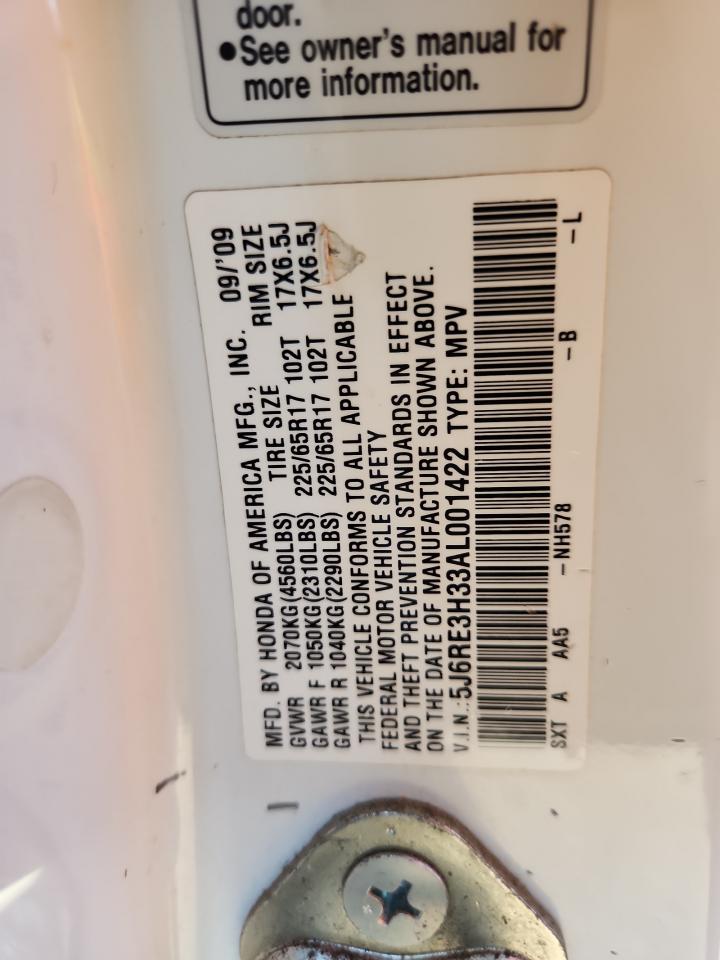 door.
●See owner's manual for
more information.
MFD. BY HONDA OF AMERICA MFG., INC. 09/'09
GVWR 2070KG(4560LBS) TIRE SIZE RIM SIZE
GAWR F 1050KG(2310LBS) 225/65R17 102T 17X6.5J
GAWR R 1040KG(2290LBS) 225/65R17 102T 17X6.5J
THIS VEHICLE CONFORMS TO ALL APPLICABLE
FEDERAL MOTOR VEHICLE SAFETY
AND THEFT PREVENTION STANDARDS IN EFFECT
ON THE DATE OF MANUFACTURE SHOWN ABOVE.
V.I.N.:5J6RE3H33AL001422 TYPE: MPV
SXT A AA5 -NH578 -B -L